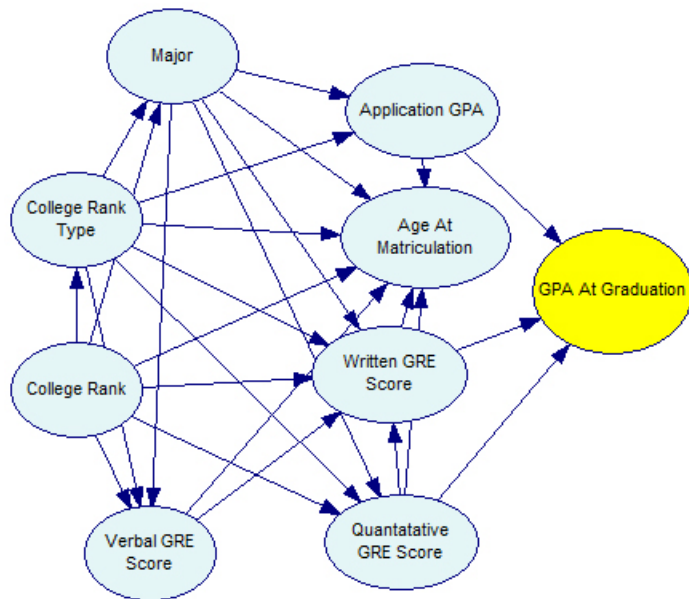 Major
Application GPA
College Rank
Type
Age At
Matriculation
GPA At Graduation
College Rank
Written GRE
Score
Verbal GRE
Score
Quantatative
GRE Score